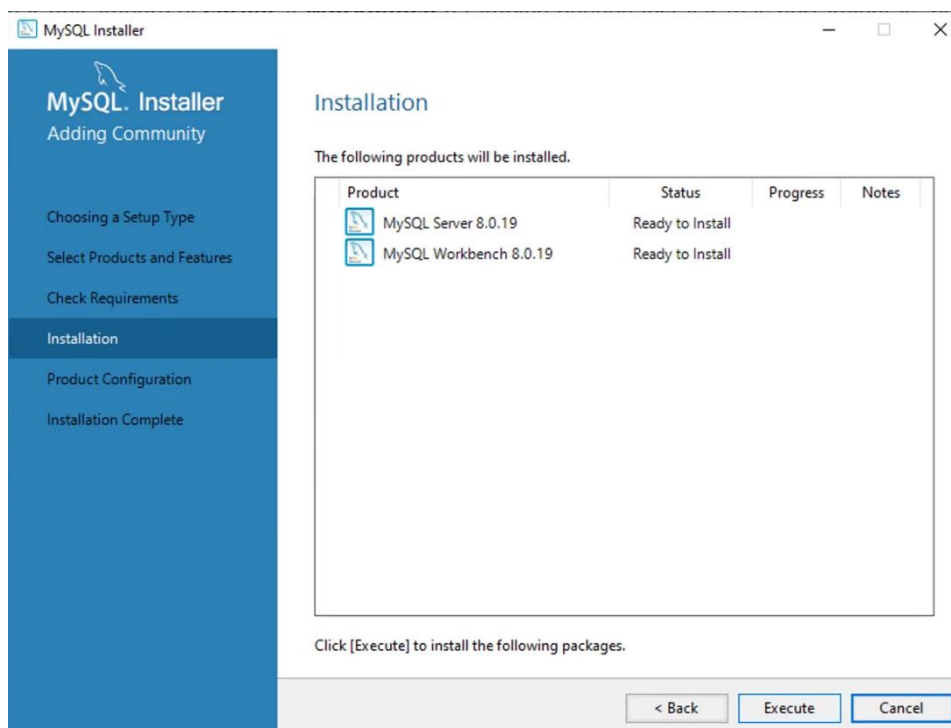 MySQL Installer
MySQL. Installer
Adding Community
Choosing a Setup Type
Select Products and Features
Check Requirements
Installation
Product Configuration
Installation Complete
Installation
The following products will be installed.
Product Status Progress Notes
MySQL Server 8.0.19 Ready to Install
MySQL Workbench 8.0.19 Ready to Install
Click [Execute] to install the following packages.
< Back Execute Cancel